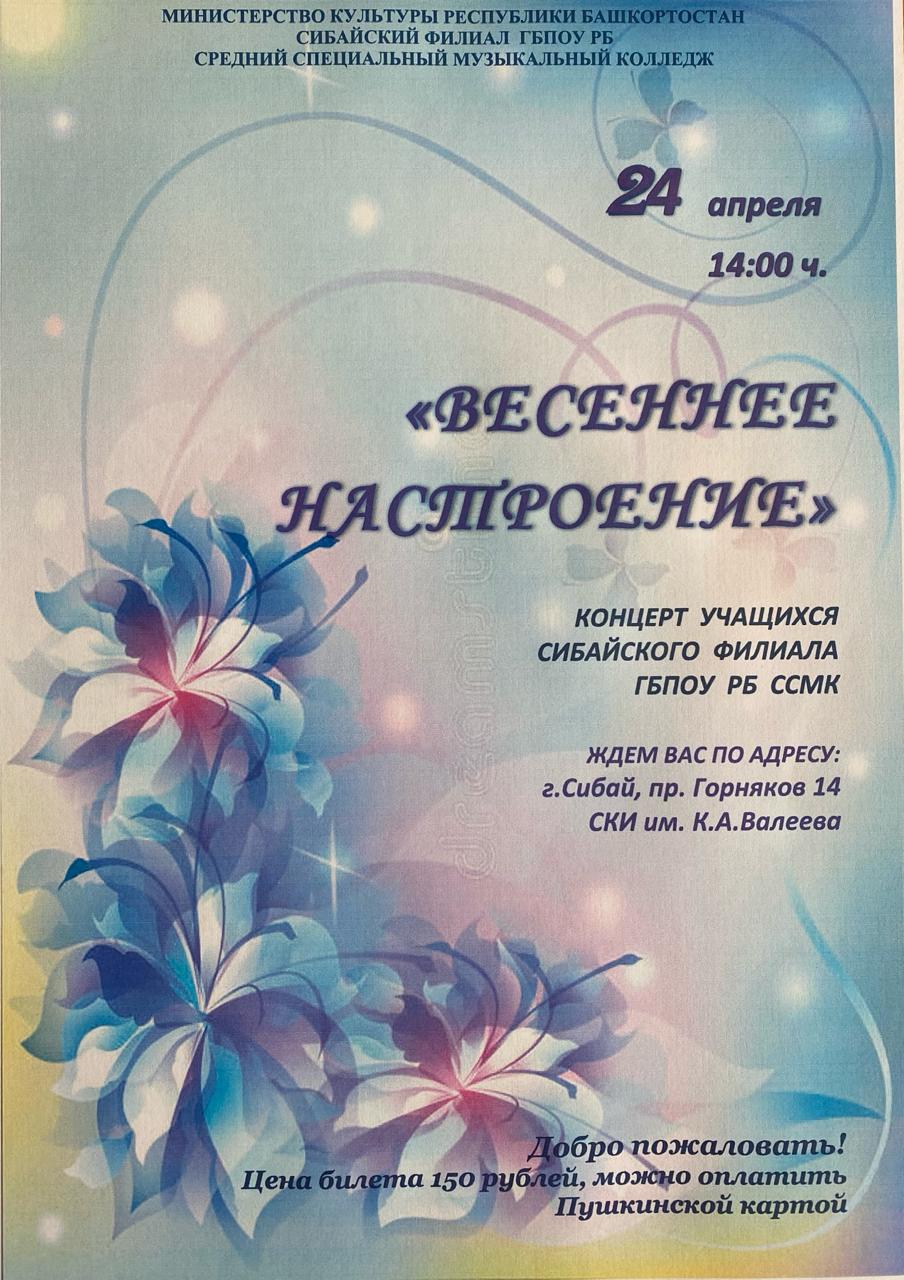 МИНИСТЕРСТВО КУЛЬТУРЫ РЕСПУБЛИКИ БАШКОРТОСТАН
СИБАЙСКИЙ ФИЛИАЛ ГБПОУ РБ
СРЕДНИЙ СПЕЦИАЛЬНЫЙ МУЗЫКАЛЬНЫЙ КОЛЛЕДЖ
24 апреля
14:00 ч.
«ВЕСЕННЕЕ
НАСТРОЕНИЕ»
КОНЦЕРТ УЧАЩИХСЯ
СИБАЙСКОГО ФИЛИАЛА
ГБПОУ РБ ССМК
ЖДЕМ ВАС ПО АДРЕСУ:
г.Сибай, пр. Горняков 14
СКИ им. К.А.Валеева
dreamstime
Добро пожаловать!
Цена билета 150 рублей, можно оплатить
Пушкинской картой